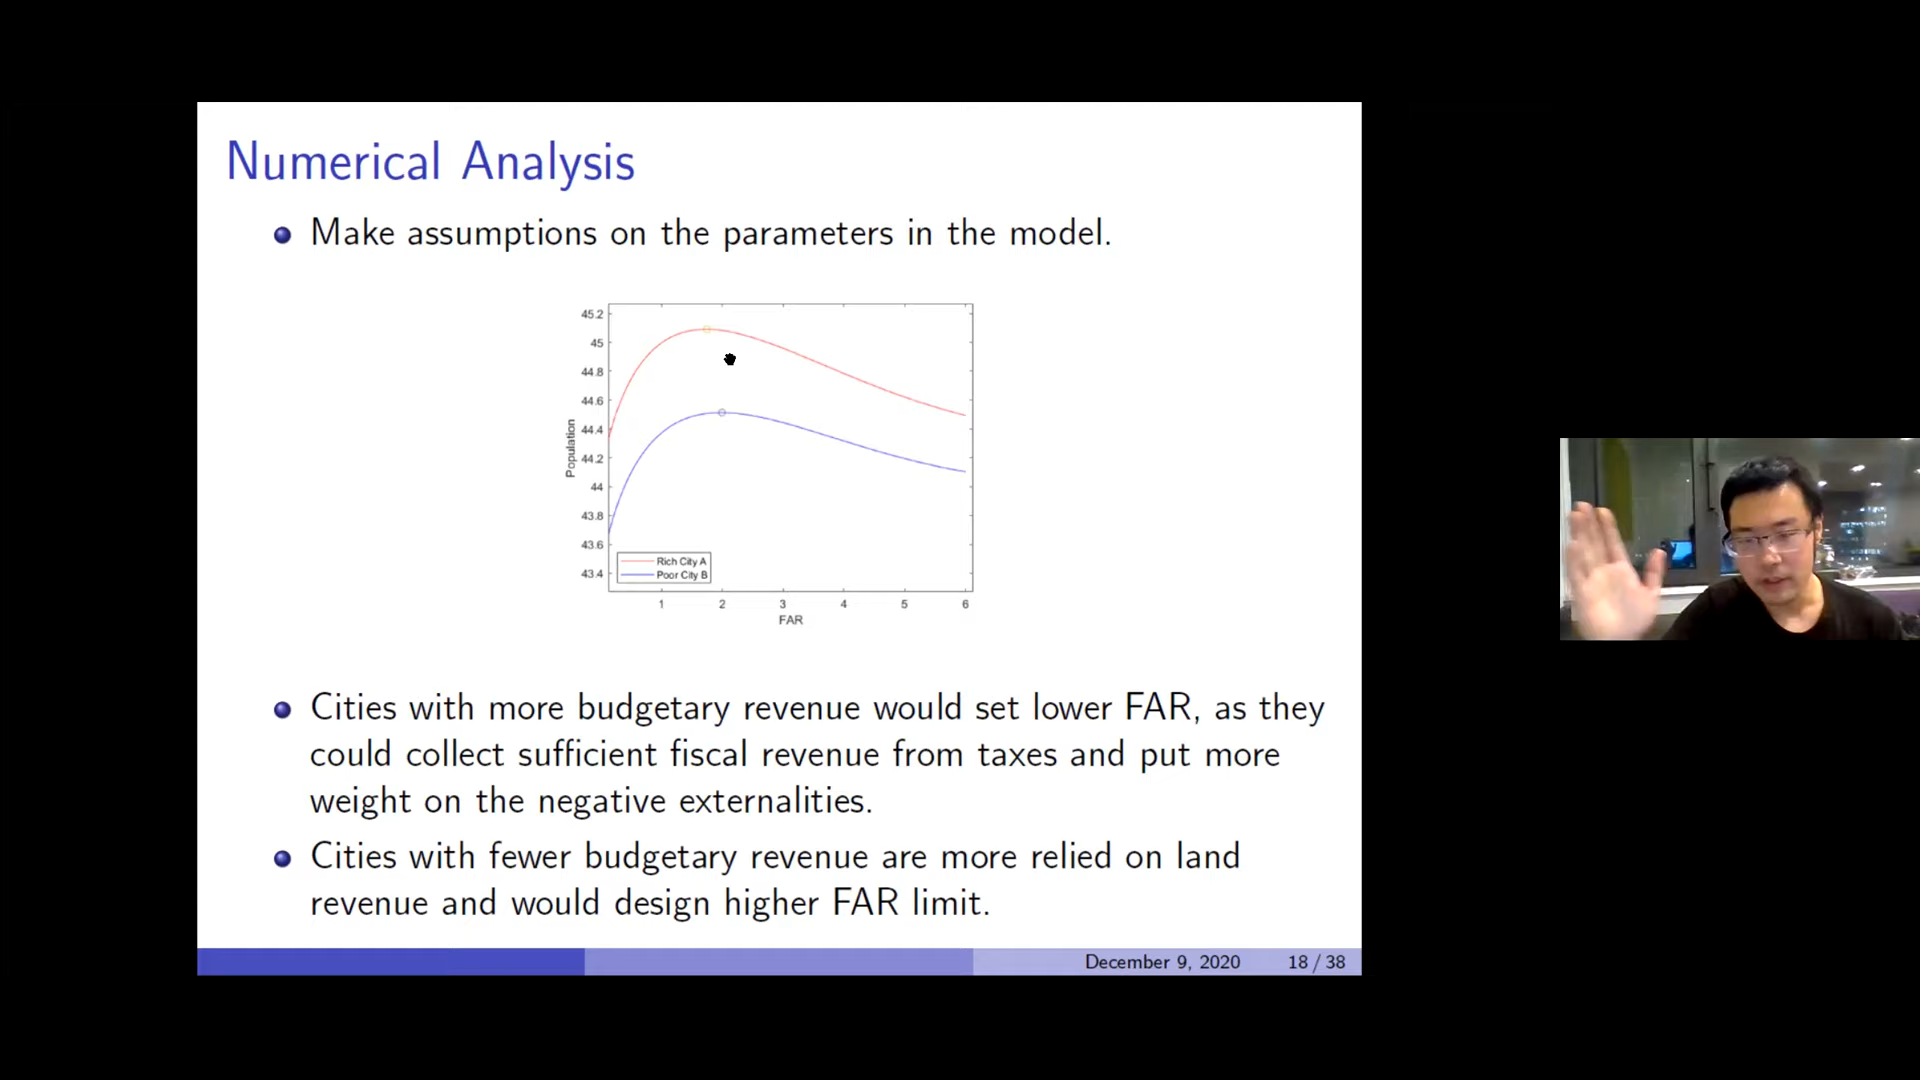 Numerical Analysis
Make assumptions on the parameters in the model.
45.2
45
44.8
44.6
44.4
44.2
44
43.8
43.6
43.4
Population
Rich City A
Poor City B
1 2 3 4 5 6
FAR
Cities with more budgetary revenue would set lower FAR, as they
could collect sufficient fiscal revenue from taxes and put more
weight on the negative externalities.
Cities with fewer budgetary revenue are more relied on land
revenue and would design higher FAR limit.
December 9, 2020 18 / 38